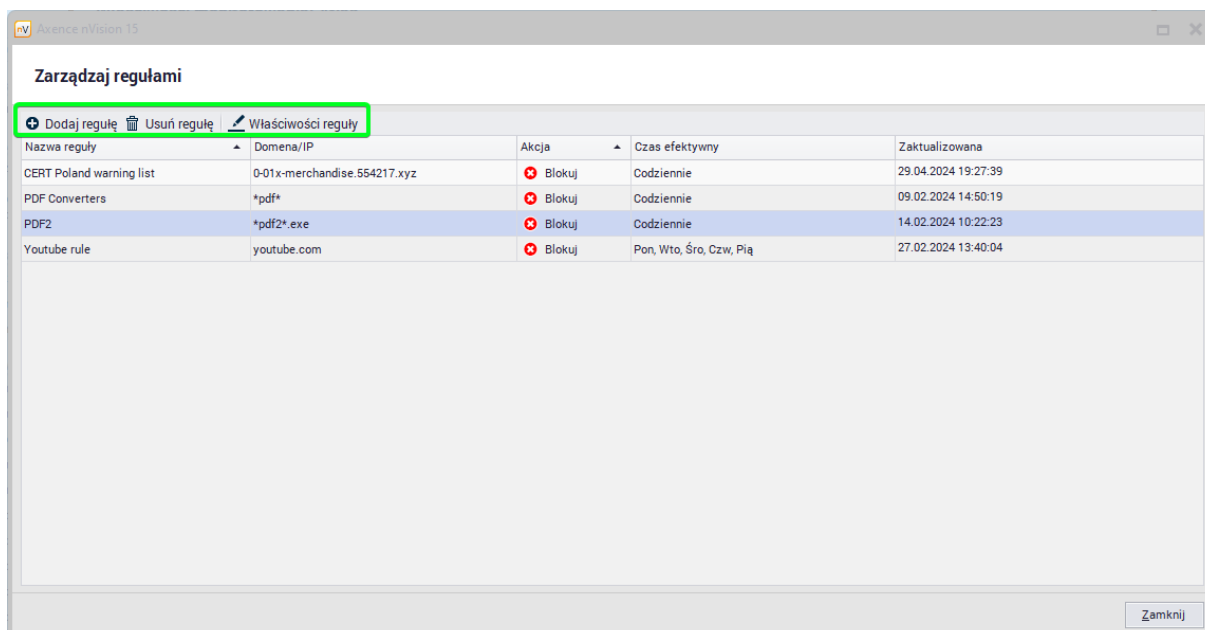 nV Axence nVision 15
Zarządzaj regułami
Dodaj regułę Usuń regułę Właściwości reguły
Nazwa reguły Domena/IP Akcja Czas efektywny Zaktualizowana
CERT Poland warning list 0-01x-merchandise.554217.xyz Blokuj Codziennie 29.04.2024 19:27:39
PDF Converters *pdf* Blokuj Codziennie 09.02.2024 14:50:19
PDF2 *pdf2*.exe Blokuj Codziennie 14.02.2024 10:22:23
Youtube rule youtube.com Blokuj Pon, Wto, Śro, Czw, Pią 27.02.2024 13:40:04
Zamknij